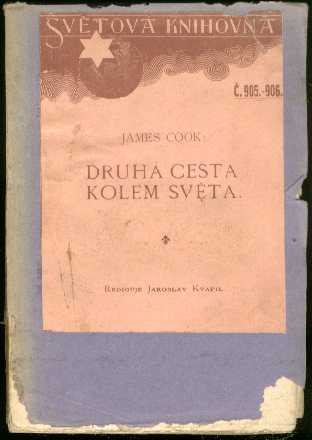 SVĚTOVÁ KNIHOVNA
Č. 905.-906.
JAMES COOK:
DRUHÁ CESTA
KOLEM SVĚTA.
REDIGUJE JAROSLAV KVAPIL